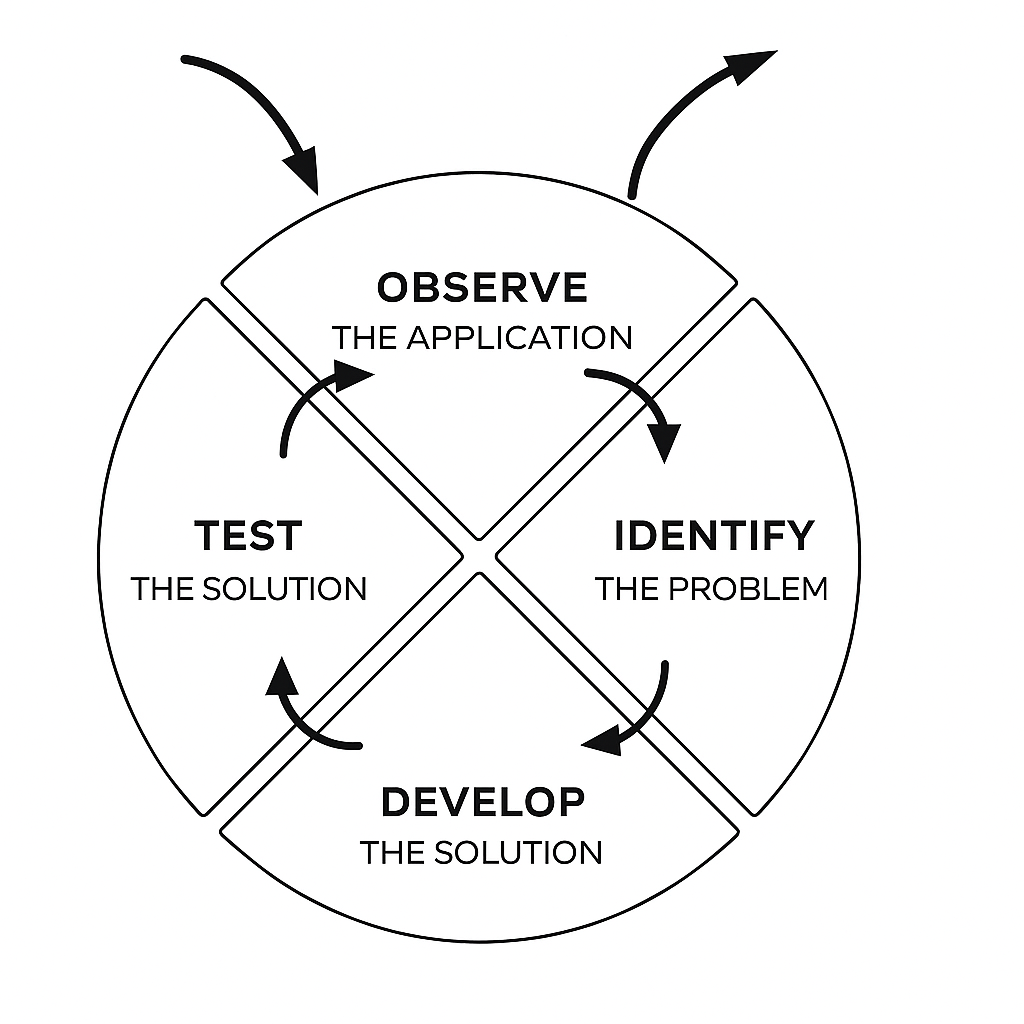 OBSERVE
THE APPLICATION
IDENTIFY
THE PROBLEM
DEVELOP
THE SOLUTION
TEST
THE SOLUTION